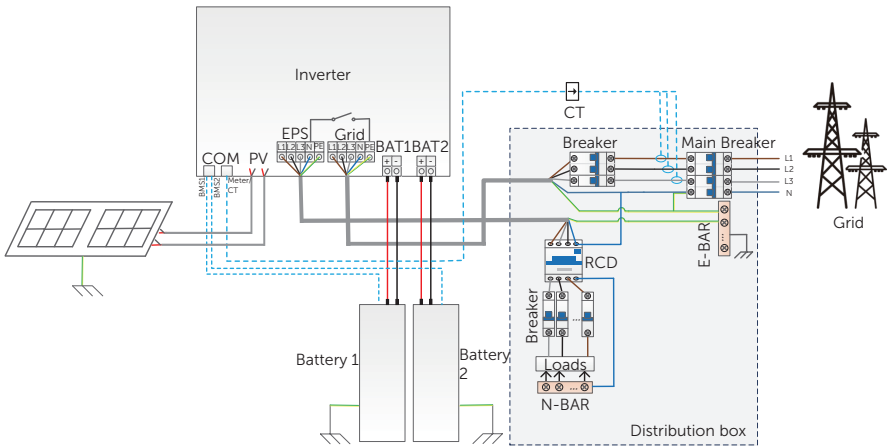 Inverter
CT
EPS
Grid
L1 L2 L3 N PE
L1 L2 L3 N PE
BAT1 BAT2
+ -
+ -
COM
PV
BMS1
BMS2
Meter/
CT
Breaker
Main Breaker
L1
L2
L3
N
Grid
E-BAR
RCD
Breaker
...
Loads
...
N-BAR
Battery 1
Battery
2
Distribution box